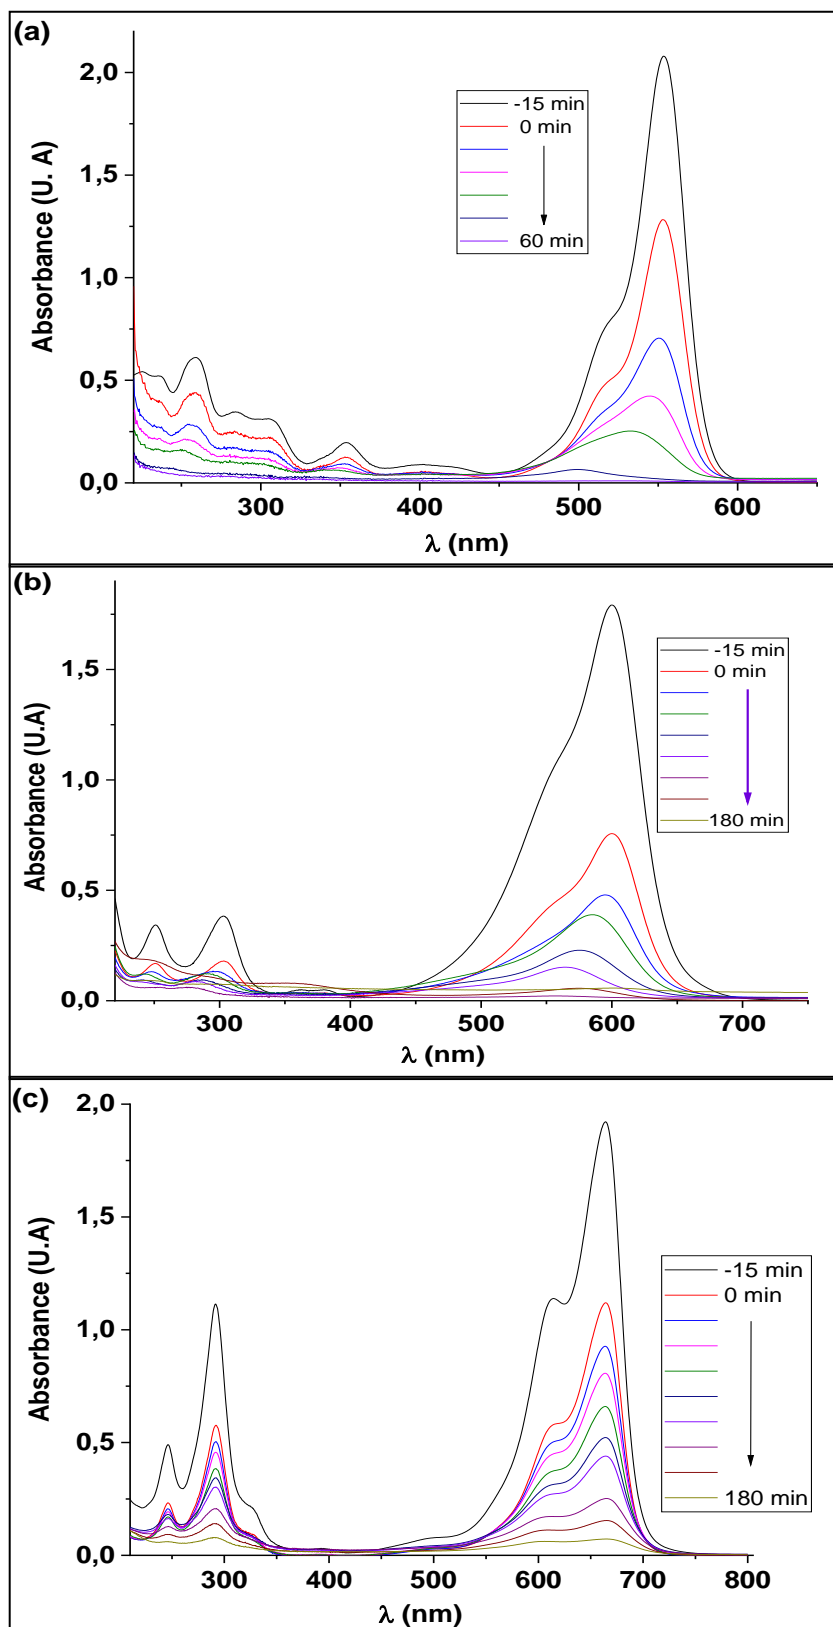 (a)
Absorbance (U. A)
2,0
1,5
1,0
0,5
0,0
-15 min
0 min
60 min
300
400
500
600
λ (nm)
(b)
Absorbance (U.A)
1,5
1,0
0,5
0,0
-15 min
0 min
180 min
300
400
500
600
700
λ (nm)
(c)
Absorbance (U.A)
2,0
1,5
1,0
0,5
0,0
-15 min
0 min
180 min
300
400
500
600
700
800
λ (nm)